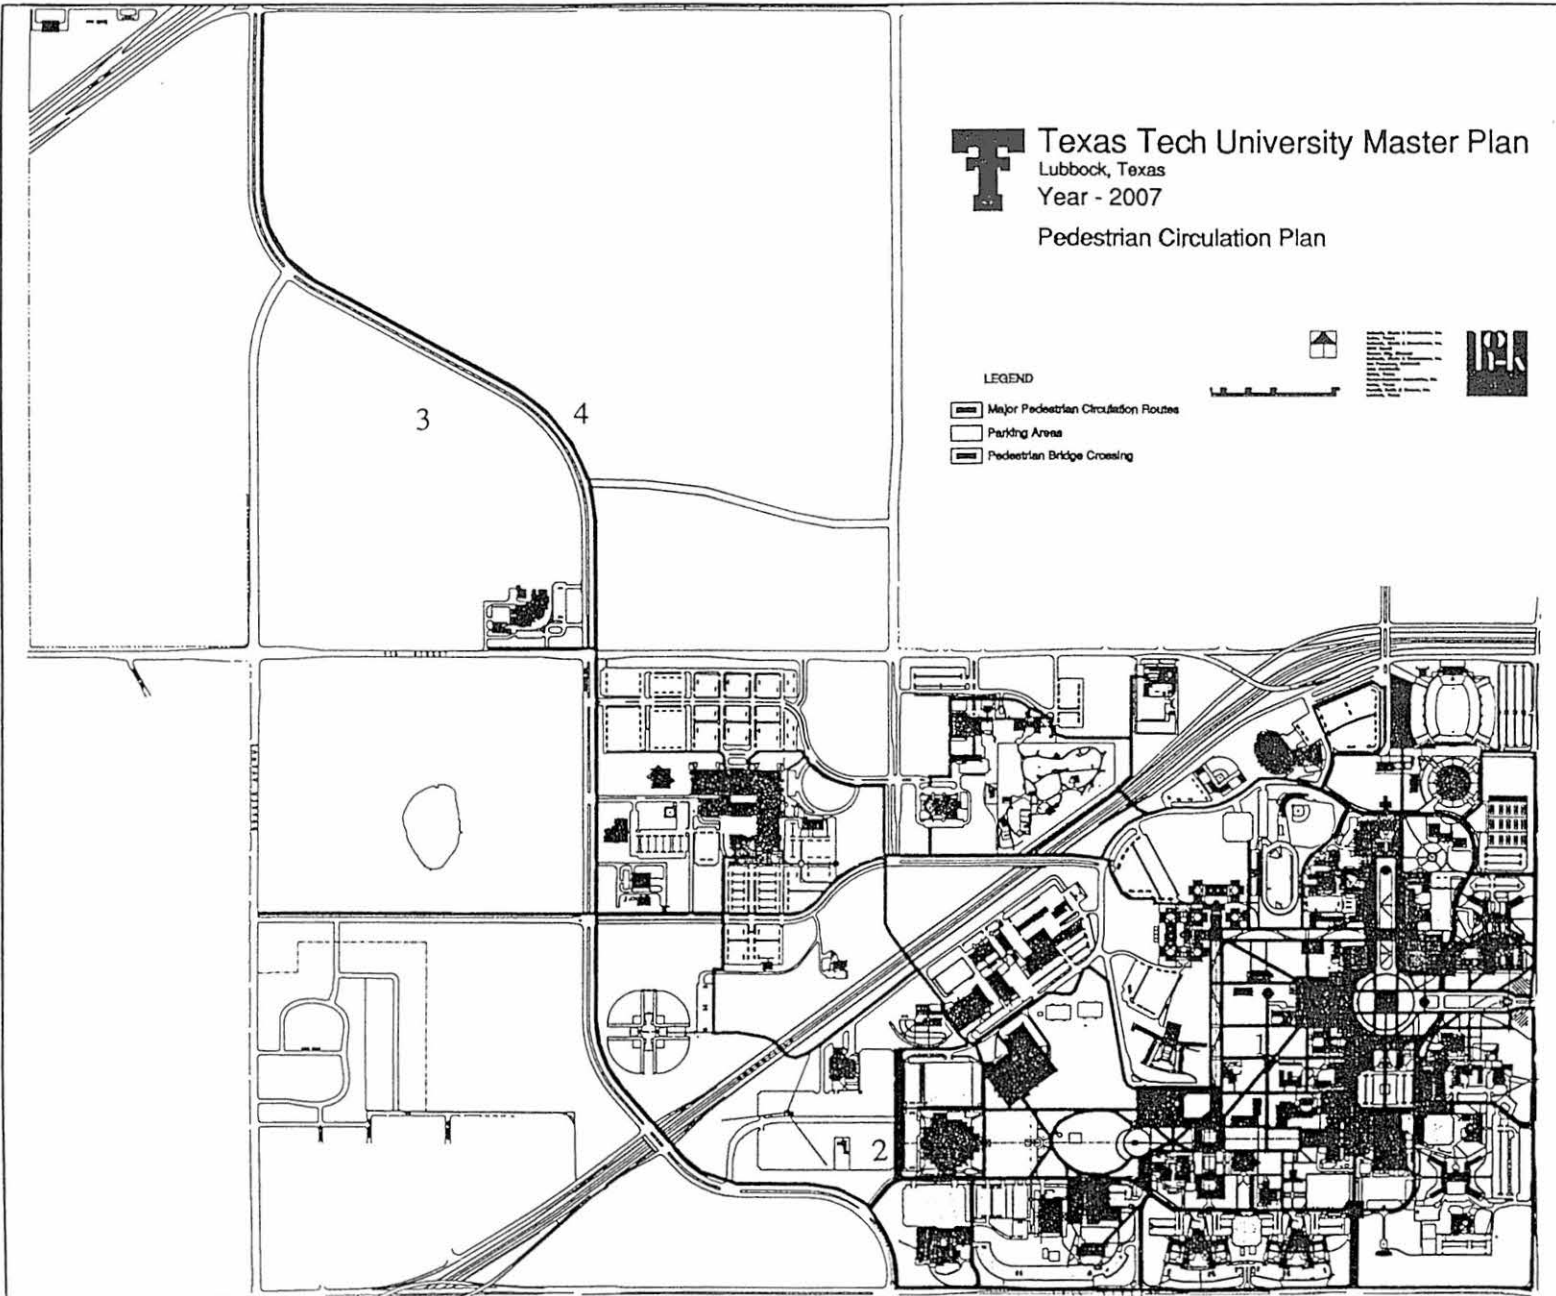 Texas Tech University Master Plan
Lubbock, Texas
Year - 2007
Pedestrian Circulation Plan
LEGEND
Major Pedestrian Circulation Routes
Parking Areas
Pedestrian Bridge Crossing
3
4
1
2